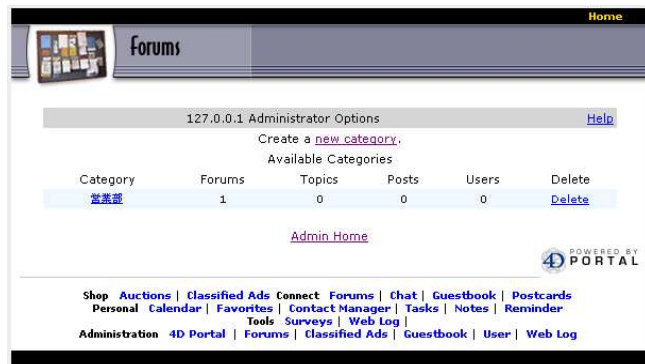 Home
Forums
127.0.0.1 Administrator Options Help
Create a new category.
Available Categories
Category Forums Topics Posts Users Delete
営業部 1 0 0 0 Delete
Admin Home
POWERED BY
4D PORTAL
Shop Auctions | Classified Ads Connect Forums | Chat | Guestbook | Postcards
Personal Calendar | Favorites | Contact Manager | Tasks | Notes | Reminder
Tools Surveys | Web Log |
Administration 4D Portal | Forums | Classified Ads | Guestbook | User | Web Log